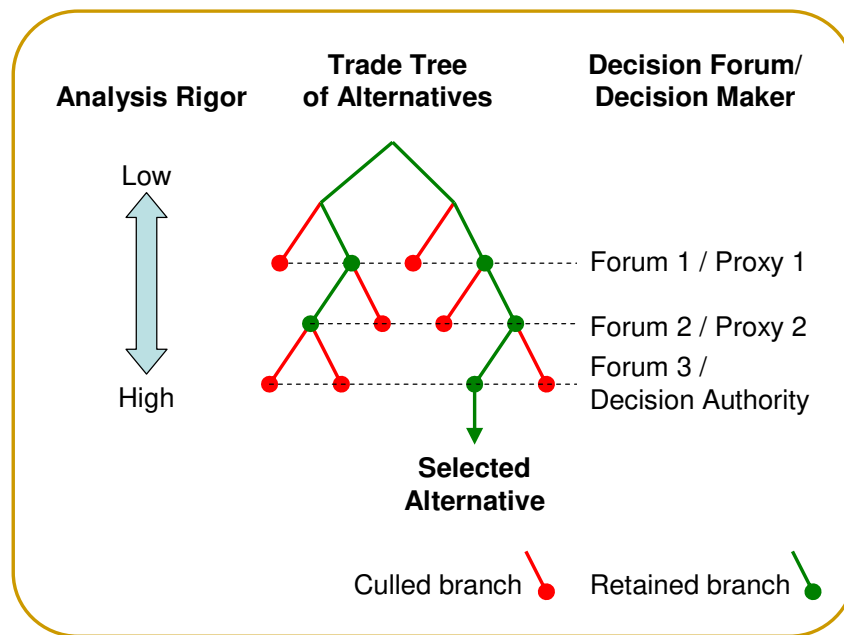 Analysis Rigor
Trade Tree
of Alternatives
Decision Forum/
Decision Maker
Low
High
Forum 1 / Proxy 1
Forum 2 / Proxy 2
Forum 3 /
Decision Authority
Selected
Alternative
Culled branch
Retained branch